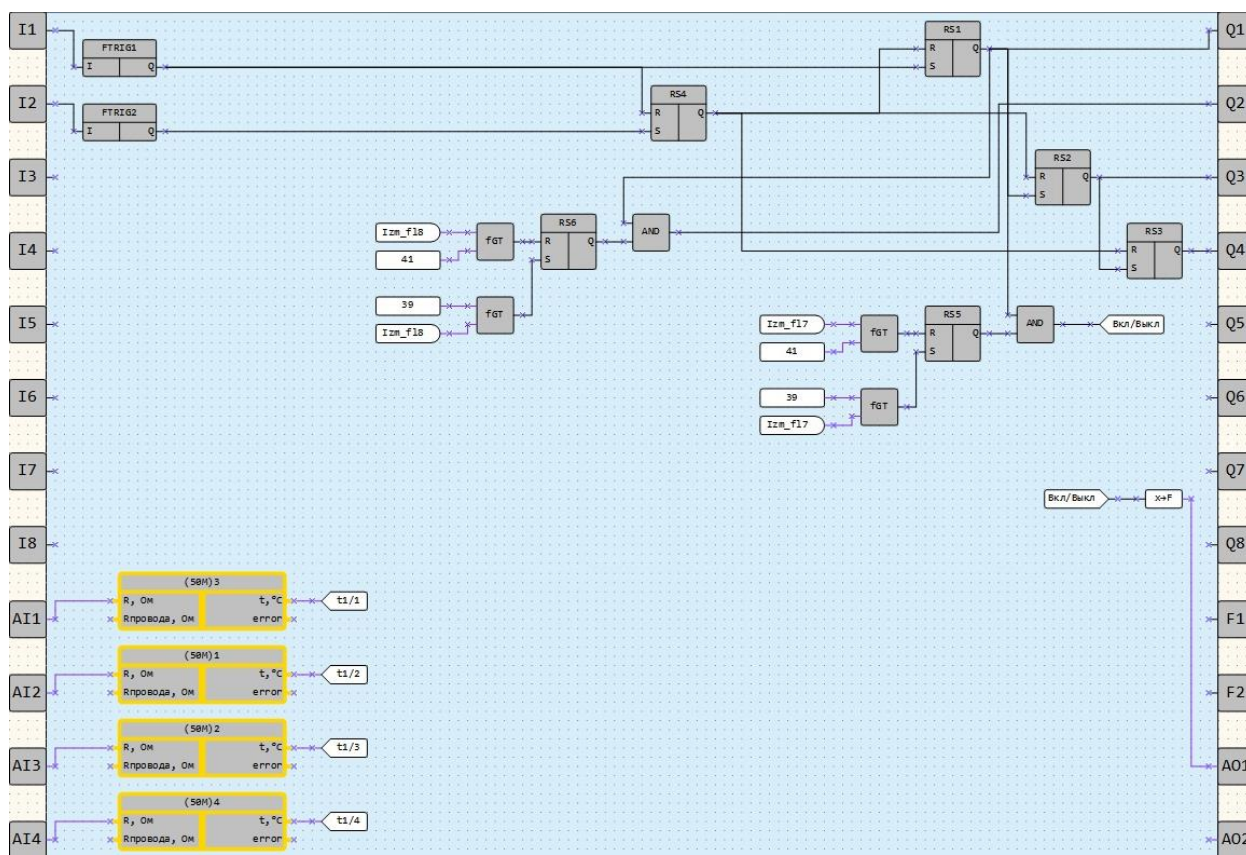 I1
FTRIG1
I Q
I2
FTRIG2
I Q
I3
I4
I5
I6
I7
I8
AI1
AI2
AI3
AI4
RS4
R Q
S
RS1
R Q
S
RS2
R Q
S
RS3
R Q
S
Izm_fl8
41
fGT
RS6
R Q
S
AND
39
Izm_fl8
fGT
Izm_fl7
41
fGT
RS5
R Q
S
AND
Вкл/Выкл
39
Izm_fl7
fGT
Вкл/Выкл
x→F
(50М)3
R, Ом t,°C
Rпровода, Ом error
t1/1
(50М)1
R, Ом t,°C
Rпровода, Ом error
t1/2
(50М)2
R, Ом t,°C
Rпровода, Ом error
t1/3
(50М)4
R, Ом t,°C
Rпровода, Ом error
t1/4
Q1
Q2
Q3
Q4
Q5
Q6
Q7
Q8
F1
F2
AO1
AO2